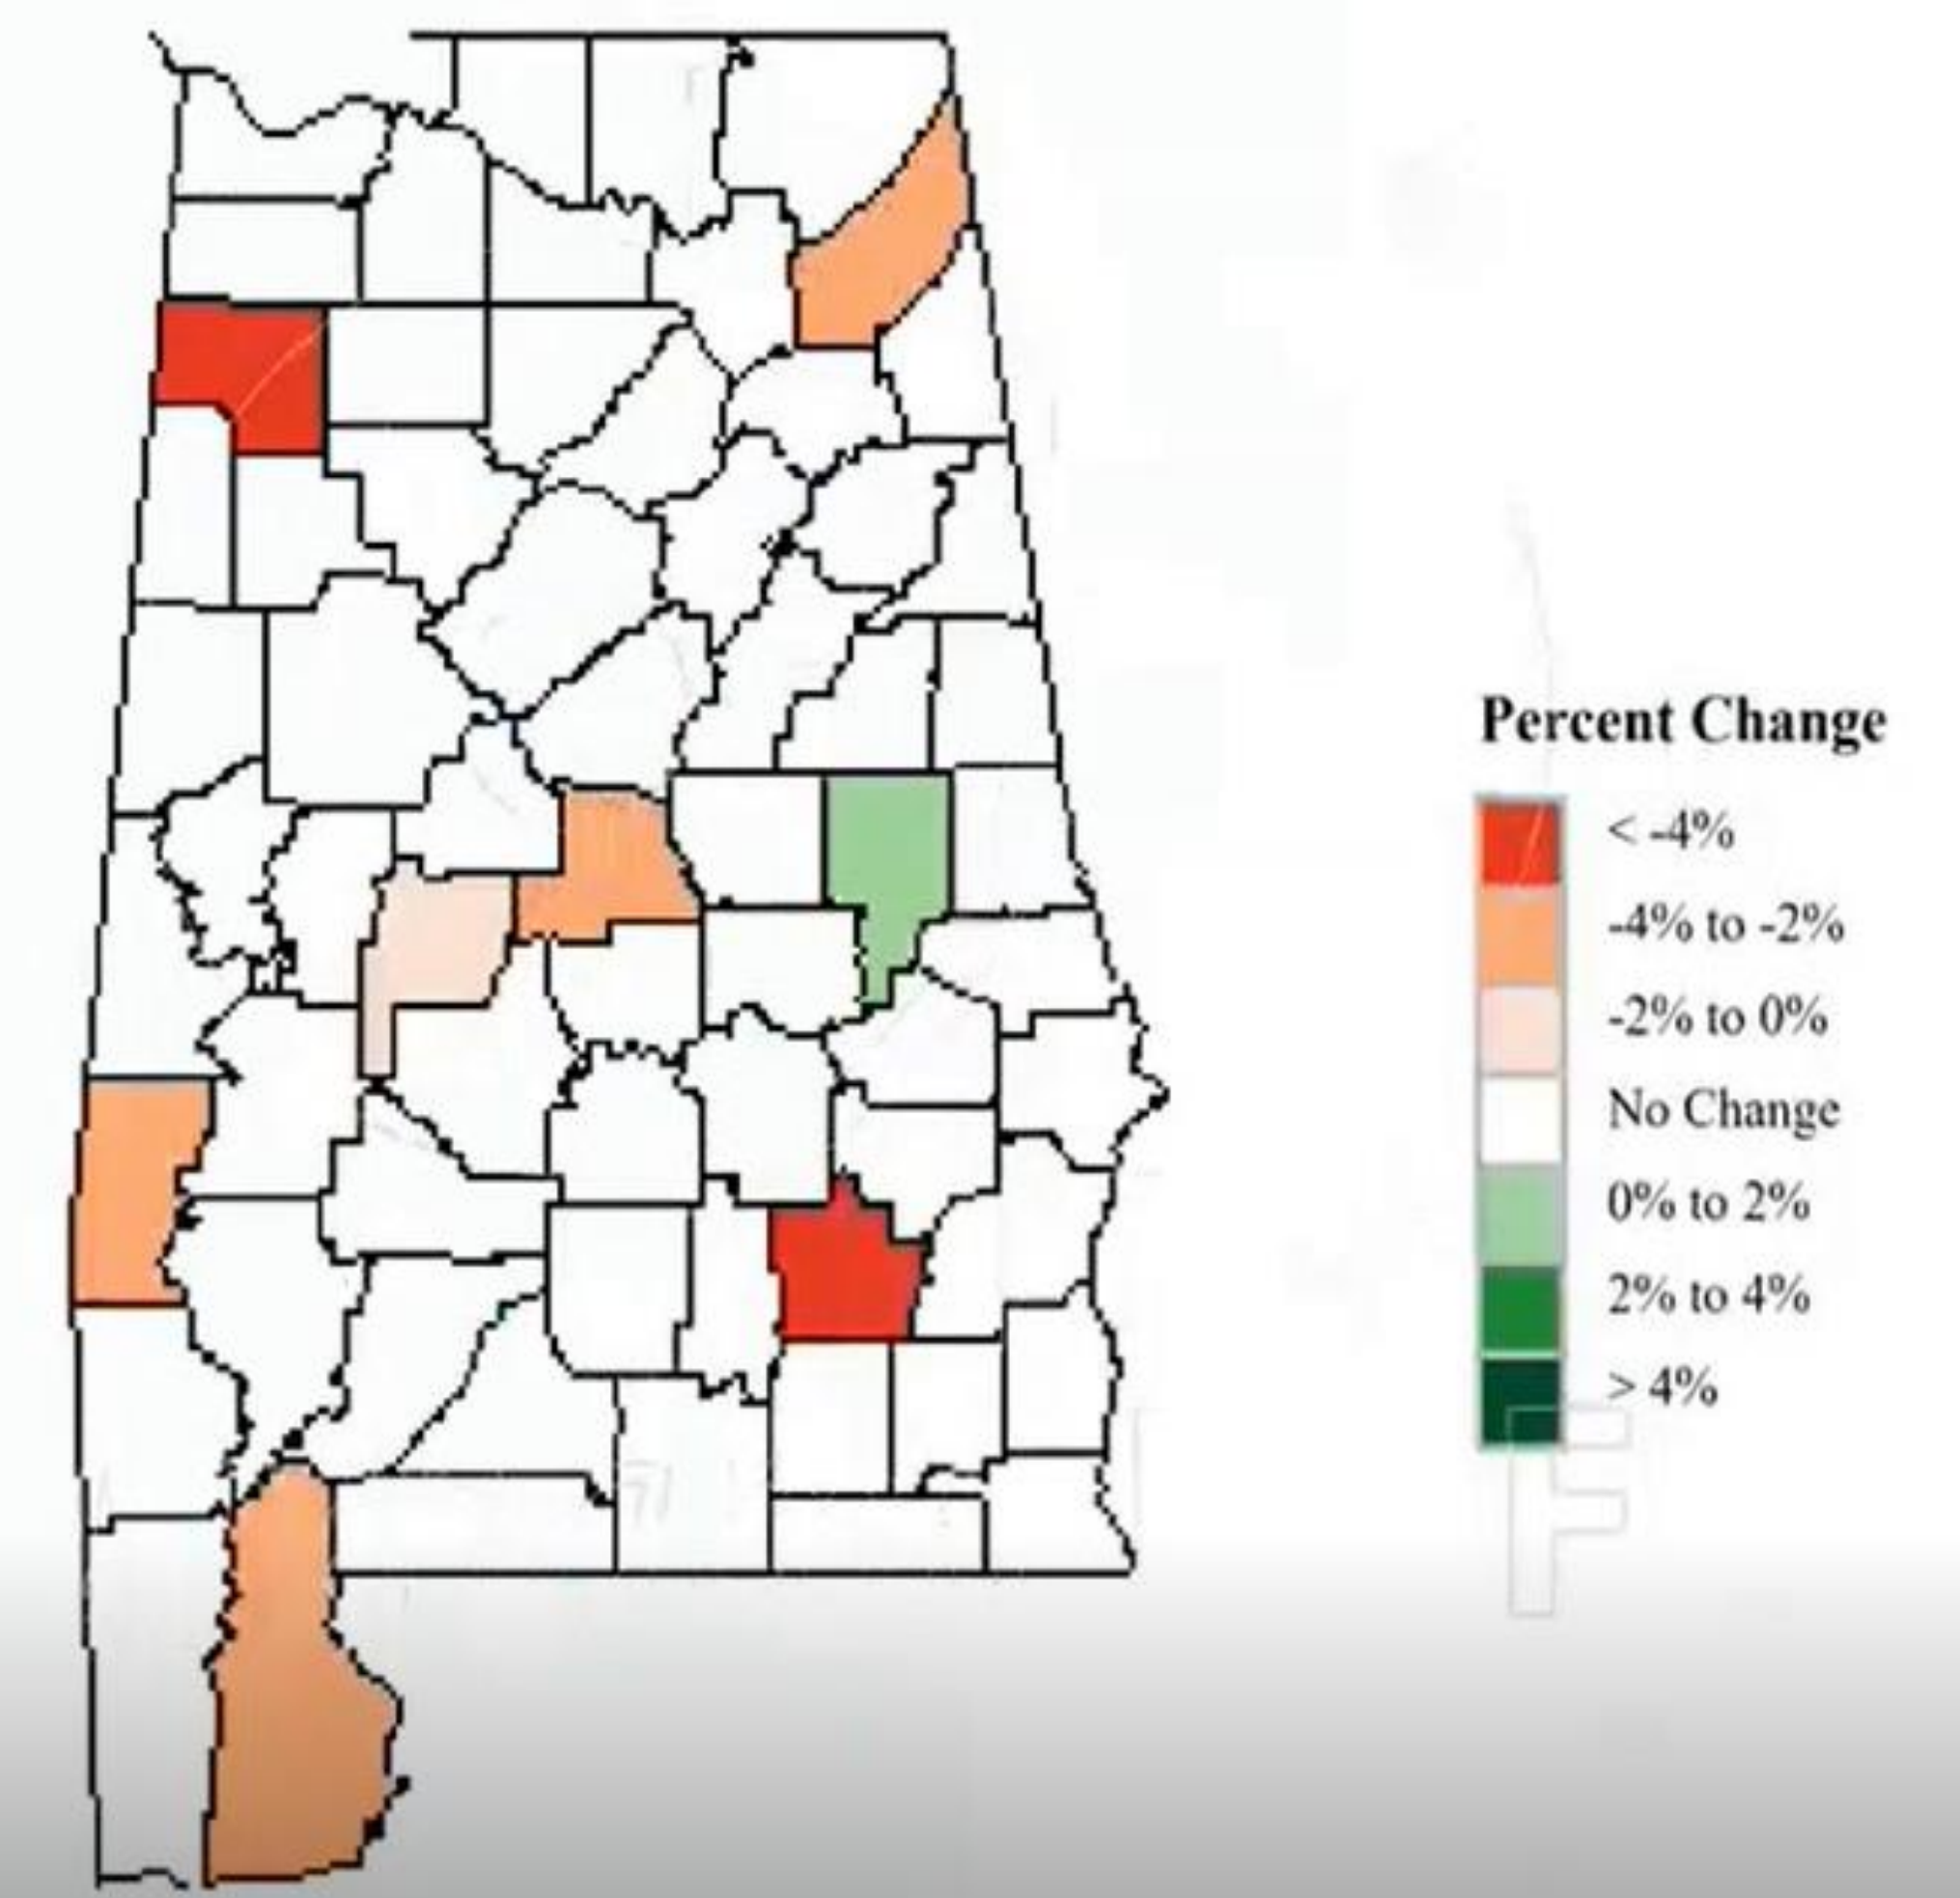 Percent Change
< -4%
-4% to -2%
-2% to 0%
No Change
0% to 2%
2% to 4%
> 4%